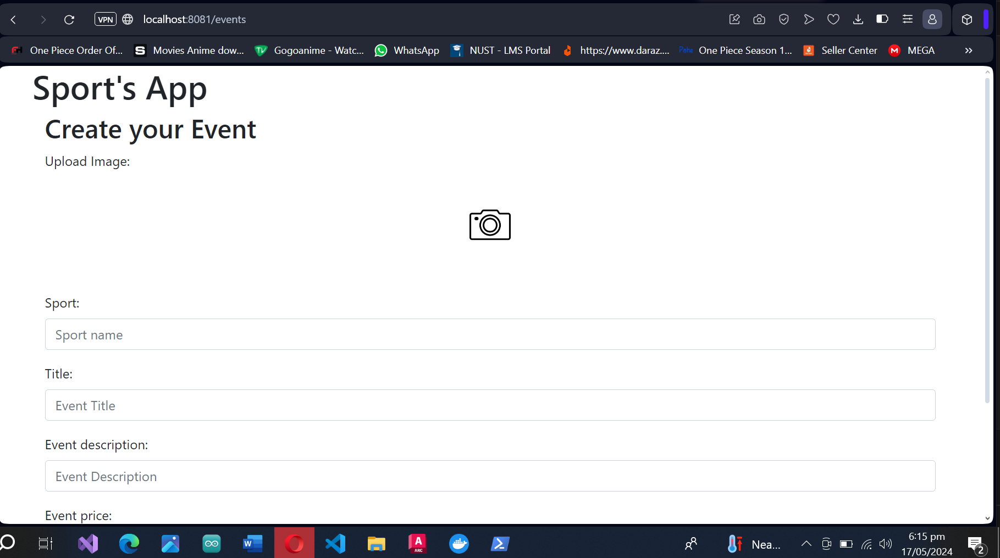 VPN localhost:8081/events
One Piece Order Of... Movies Anime dow... Gogoanime - Watc... WhatsApp NUST - LMS Portal https://www.daraz.... One Piece Season 1... Seller Center MEGA »
Sport's App
Create your Event
Upload Image:
Sport:
Sport name
Title:
Event Title
Event description:
Event Description
Event price:
Nea... 6:15 pm
17/05/2024
2